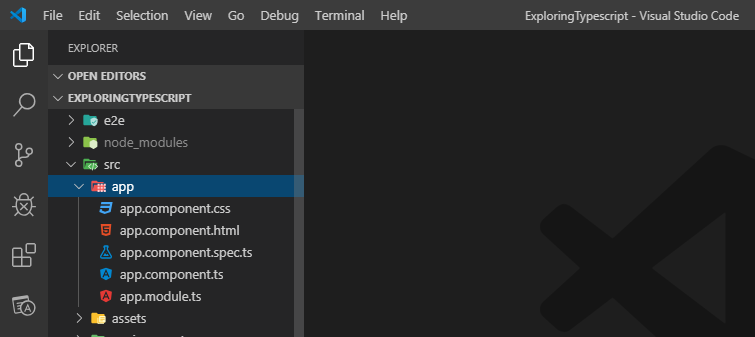 File Edit Selection View Go Debug Terminal Help ExploringTypescript - Visual Studio Code
EXPLORER
OPEN EDITORS
EXPLORINGTYPESCRIPT
e2e
node_modules
src
app
app.component.css
app.component.html
app.component.spec.ts
app.component.ts
app.module.ts
assets